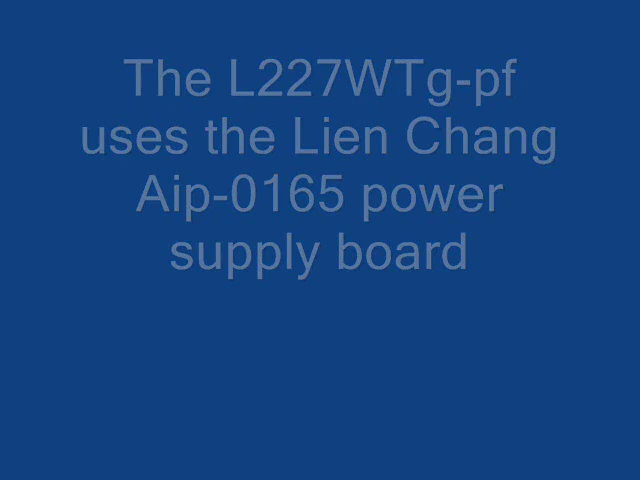 The L227WTg-pf
uses the Lien Chang
Aip-0165 power
supply board